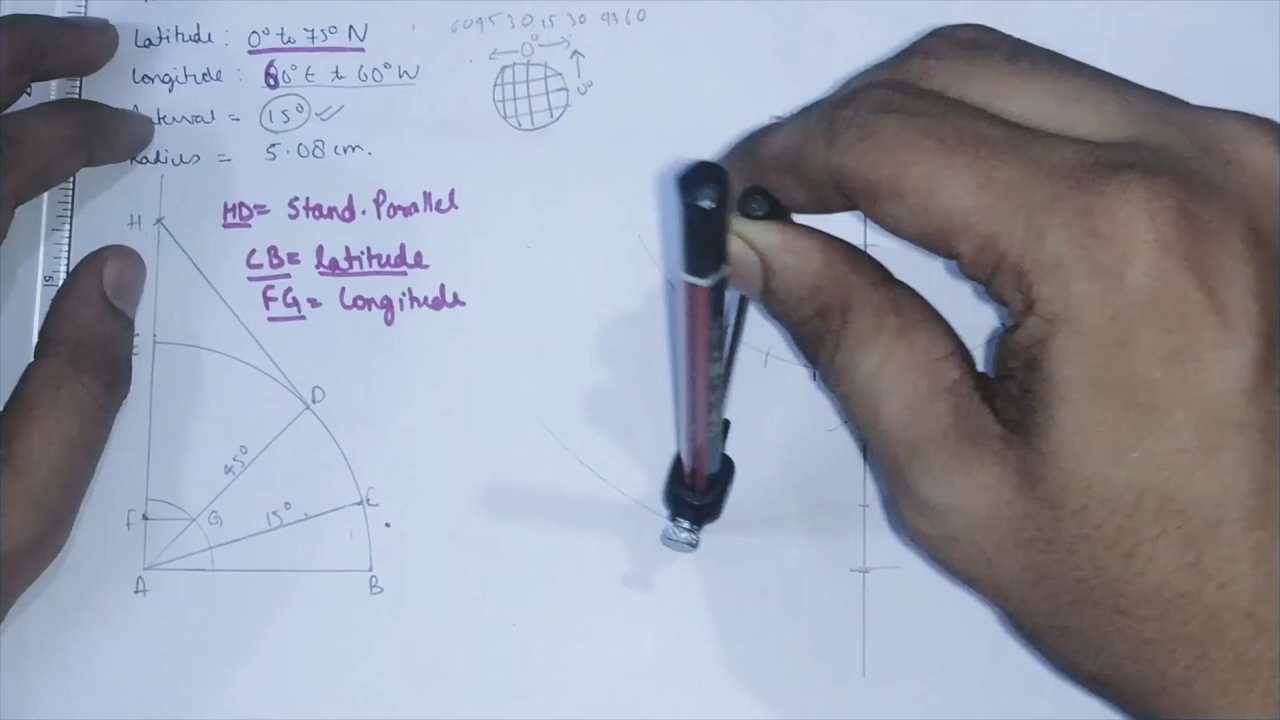 Latitude: 0° to 75° N
60 45 30 15 30 45 60
0°
Longitude: 60° E to 60° W
0°
15°
Radius = 5.08 cm.
HD = Stand. Parallel
H
CB = Latitude
FG = Longitude
E
D
45°
C
F
G
15°
A
B